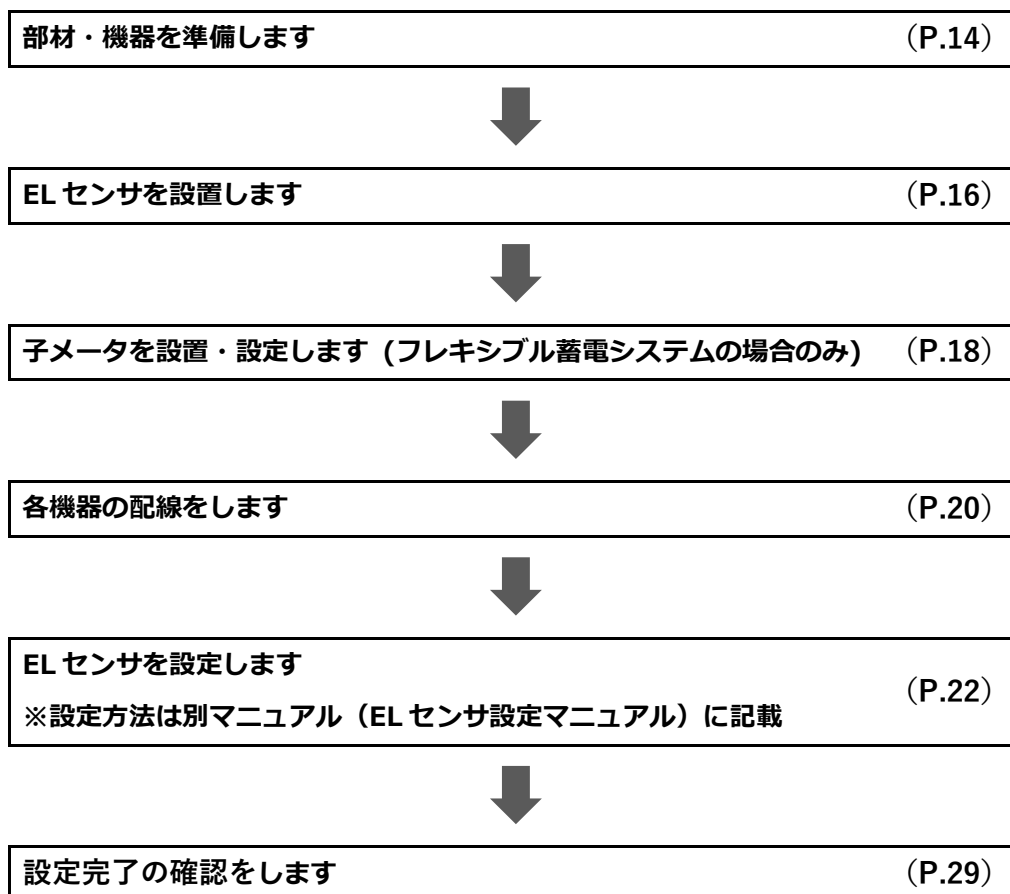 部材・機器を準備します (P.14)
EL センサを設置します (P.16)
子メータを設置・設定します (フレキシブル蓄電システムの場合のみ) (P.18)
各機器の配線をします (P.20)
EL センサを設定します
(P.22)
※設定方法は別マニュアル（EL センサ設定マニュアル）に記載
設定完了の確認をします (P.29)